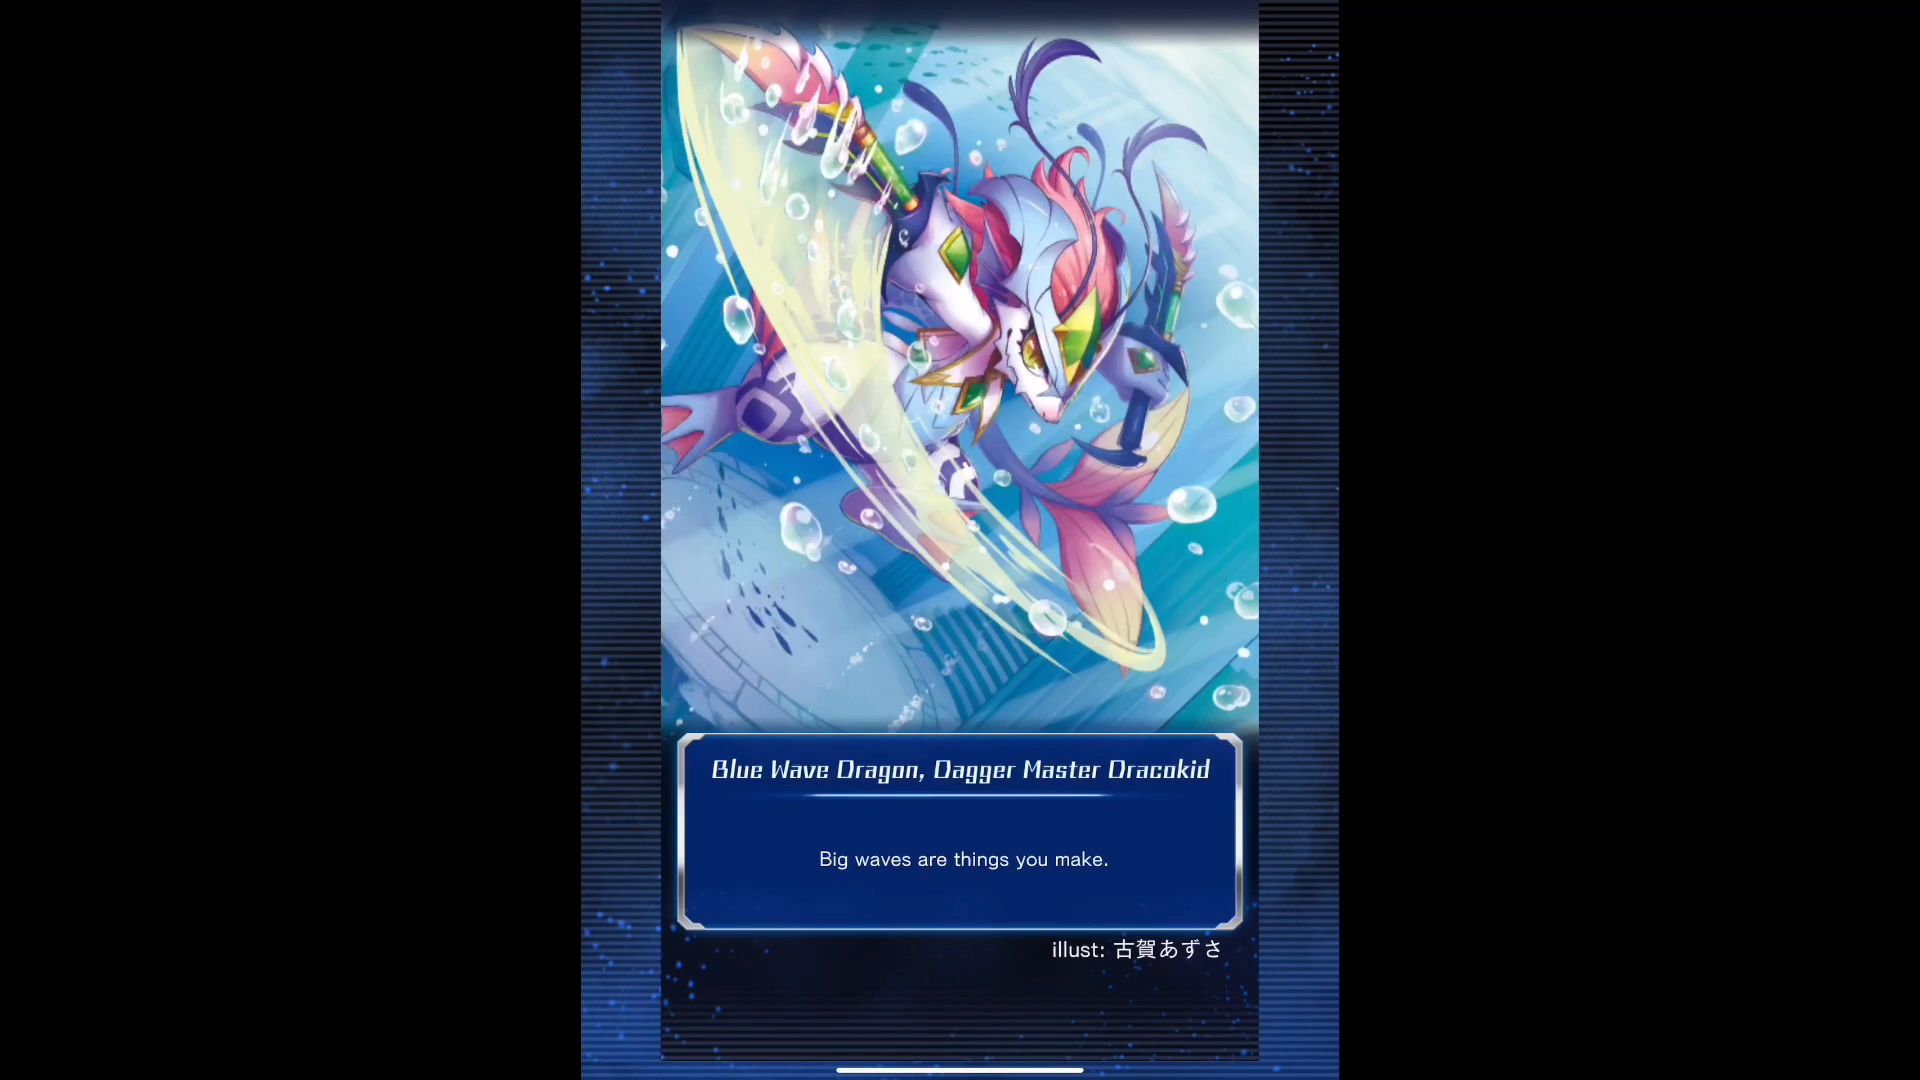 Blue Wave Dragon, Dagger Master Dracokid
Big waves are things you make.
illust: 古賀あずさ